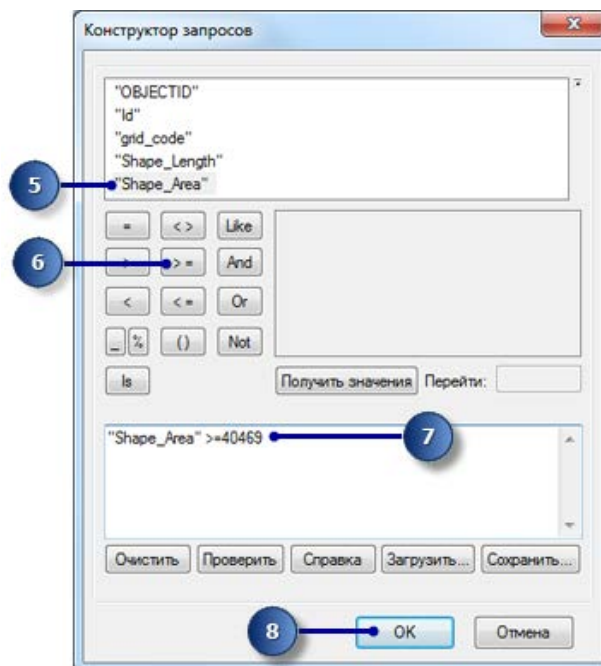 Конструктор запросов
"OBJECTID"
"Id"
"grid_code"
"Shape_Length"
5
"Shape_Area"
= < > Like
6
> > = And
< < = Or
_ % ( ) Not
Is Получить значения Перейти:
"Shape_Area" >=40469 7
Очистить Проверить Справка Загрузить... Сохранить...
8 OK Отмена